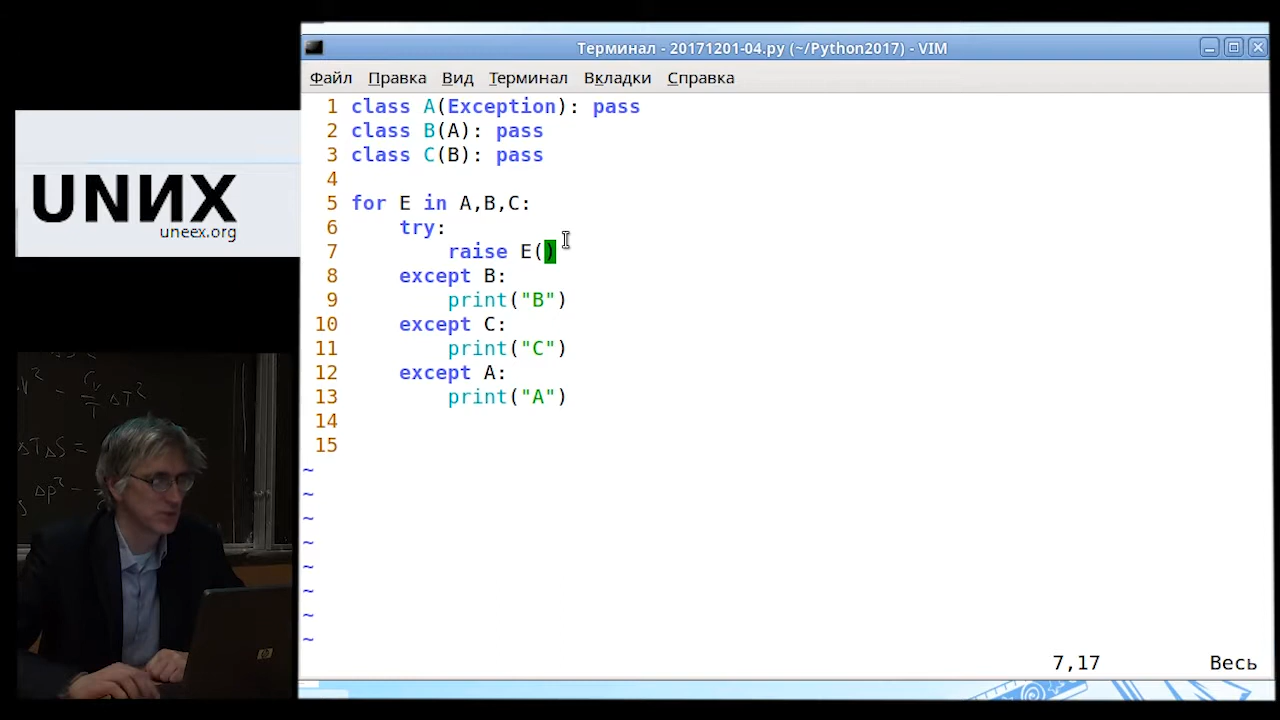 Терминал - 20171201-04.py (~/Python2017) - VIM
Файл Правка Вид Терминал Вкладки Справка
1 class A(Exception): pass
2 class B(A): pass
3 class C(B): pass
4
5 for E in A,B,C:
6     try:
7         raise E()
8     except B:
9         print("B")
10     except C:
11         print("C")
12     except A:
13         print("A")
14
15
~
~
~
~
~
~
~
~
7,17 Весь
UNИX
uneex.org
ΔT²
hp